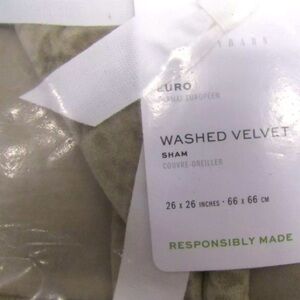 EURO
WASHED VELVET
SHAM
COUVRE-OREILLER
26 x 26 INCHES · 66 x 66 CM
RESPONSIBLY MADE